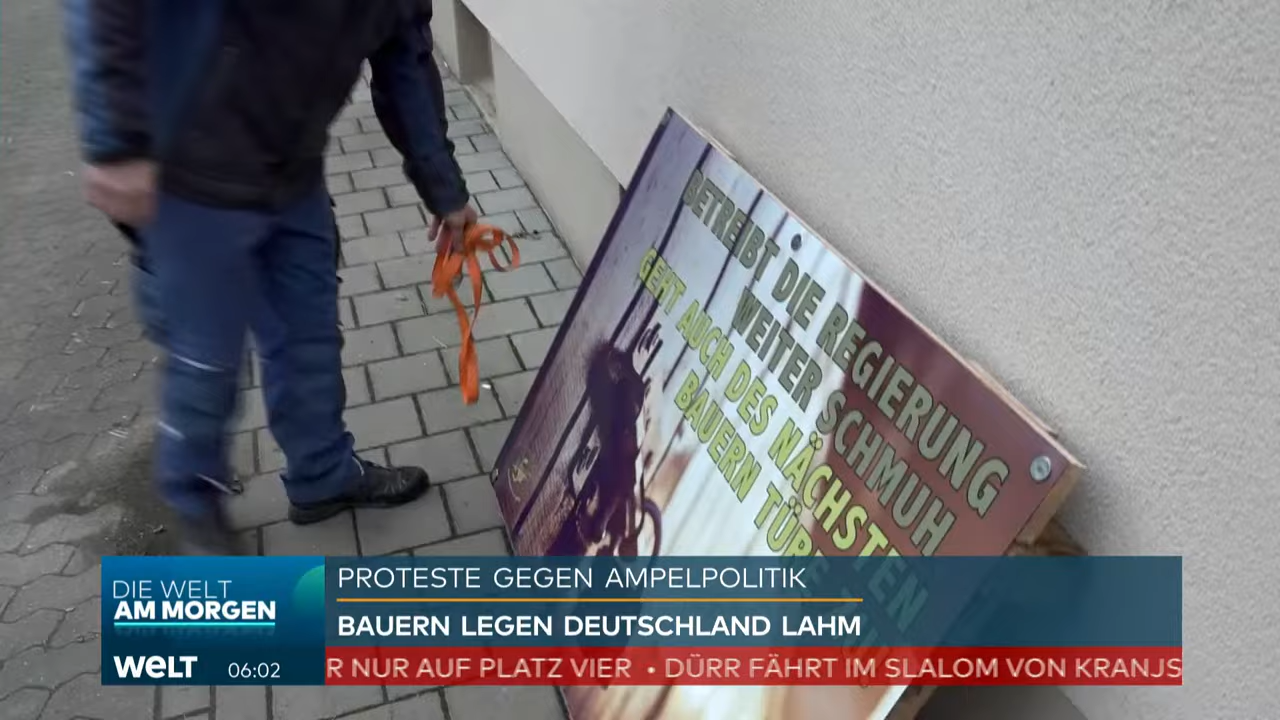 BETREIBT DIE REGIERUNG
WEITER SCHMUH
GEHT AUCH DES NÄCHSTEN
BAUERN
DIE WELT
AM MORGEN
PROTESTE GEGEN AMPELPOLITIK
BAUERN LEGEN DEUTSCHLAND LAHM
welt
06:02
R NUR AUF PLATZ VIER • DÜRR FÄHRT IM SLALOM VON KRANJS